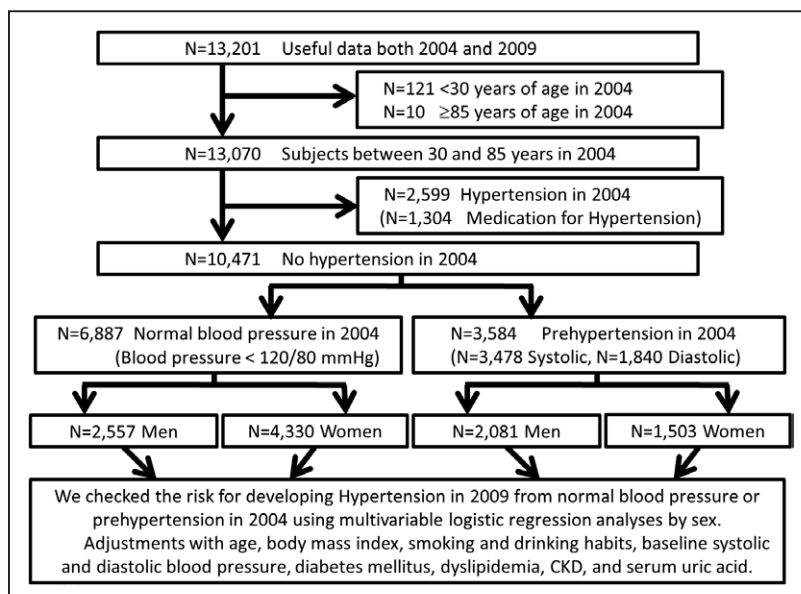 N=13,201   Useful data both 2004 and 2009
N=121 <30 years of age in 2004
N=10   ≥85 years of age in 2004
N=13,070   Subjects between 30 and 85 years in 2004
N=2,599  Hypertension in 2004
(N=1,304   Medication for Hypertension)
N=10,471   No hypertension in 2004
N=6,887  Normal blood pressure in 2004
(Blood pressure < 120/80 mmHg)
N=3,584     Prehypertension in 2004
(N=3,478 Systolic, N=1,840 Diastolic)
N=2,557 Men
N=4,330 Women
N=2,081 Men
N=1,503 Women
We checked the risk for developing Hypertension in 2009 from normal blood pressure or
prehypertension in 2004 using multivariable logistic regression analyses by sex.
Adjustments with age, body mass index, smoking and drinking habits, baseline systolic
and diastolic blood pressure, diabetes mellitus, dyslipidemia, CKD, and serum uric acid.